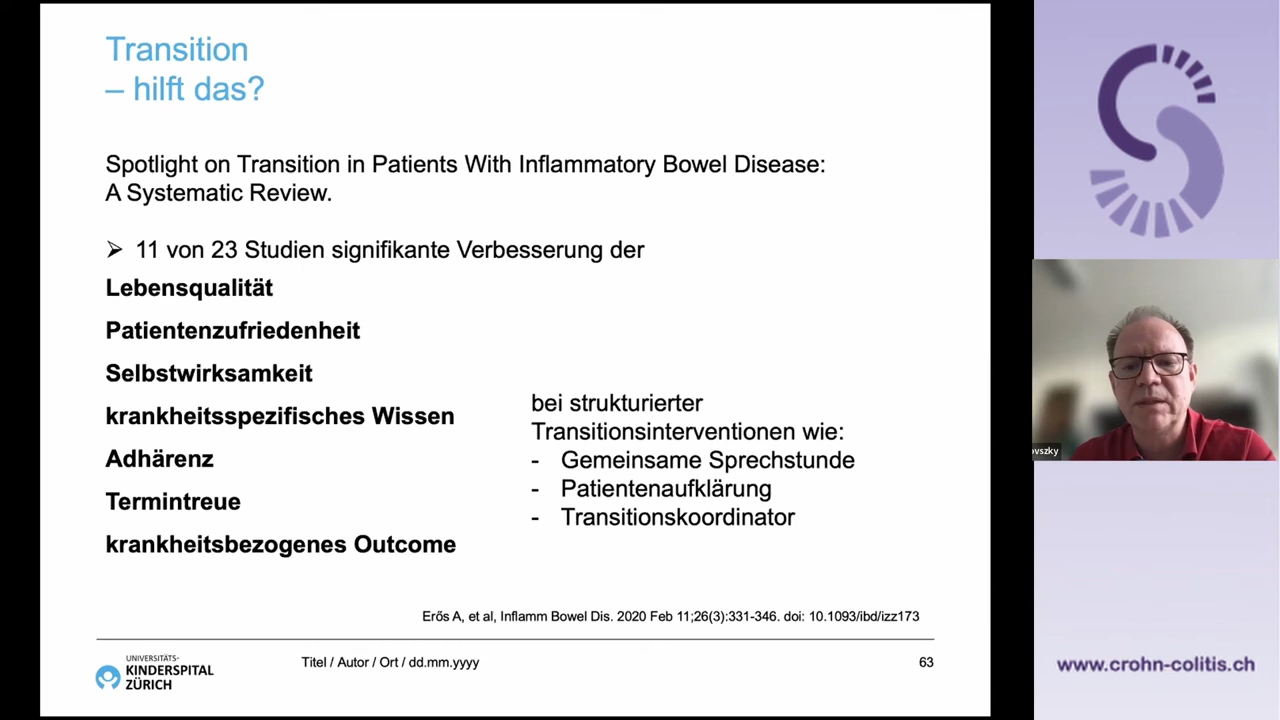 Transition
– hilft das?
Spotlight on Transition in Patients With Inflammatory Bowel Disease:
A Systematic Review.
➢ 11 von 23 Studien signifikante Verbesserung der
Lebensqualität
Patientenzufriedenheit
Selbstwirksamkeit
krankheitsspezifisches Wissen
Adhärenz
Termintreue
krankheitsbezogenes Outcome
bei strukturierter
Transitionsinterventionen wie:
- Gemeinsame Sprechstunde
- Patientenaufklärung
- Transitionskoordinator
Erős A, et al, Inflamm Bowel Dis. 2020 Feb 11;26(3):331-346. doi: 10.1093/ibd/izz173
UNIVERSITÄTS-
KINDERSPITAL
ZÜRICH
Titel / Autor / Ort / dd.mm.yyyy
63
ovszky
www.crohn-colitis.ch